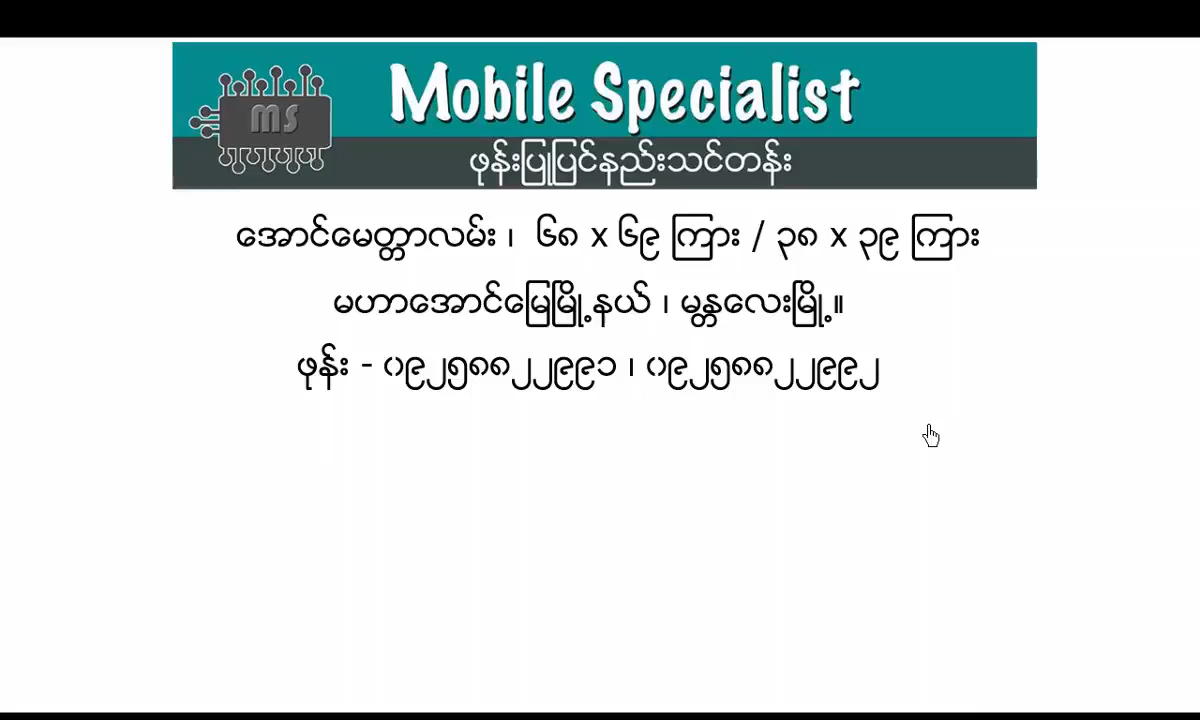 MS
Mobile Specialist
ဖုန်းပြုပြင်နည်းသင်တန်း
အောင်မေတ္တာလမ်း ၊ ၆၈ x ၆၉ ကြား / ၃၈ x ၃၉ ကြား
မဟာအောင်မြေမြို့နယ် ၊ မန္တလေးမြို့။
ဖုန်း - ၀၉၂၅၈၈၂၂၉၉၁ ၊ ၀၉၂၅၈၈၂၂၉၉၂